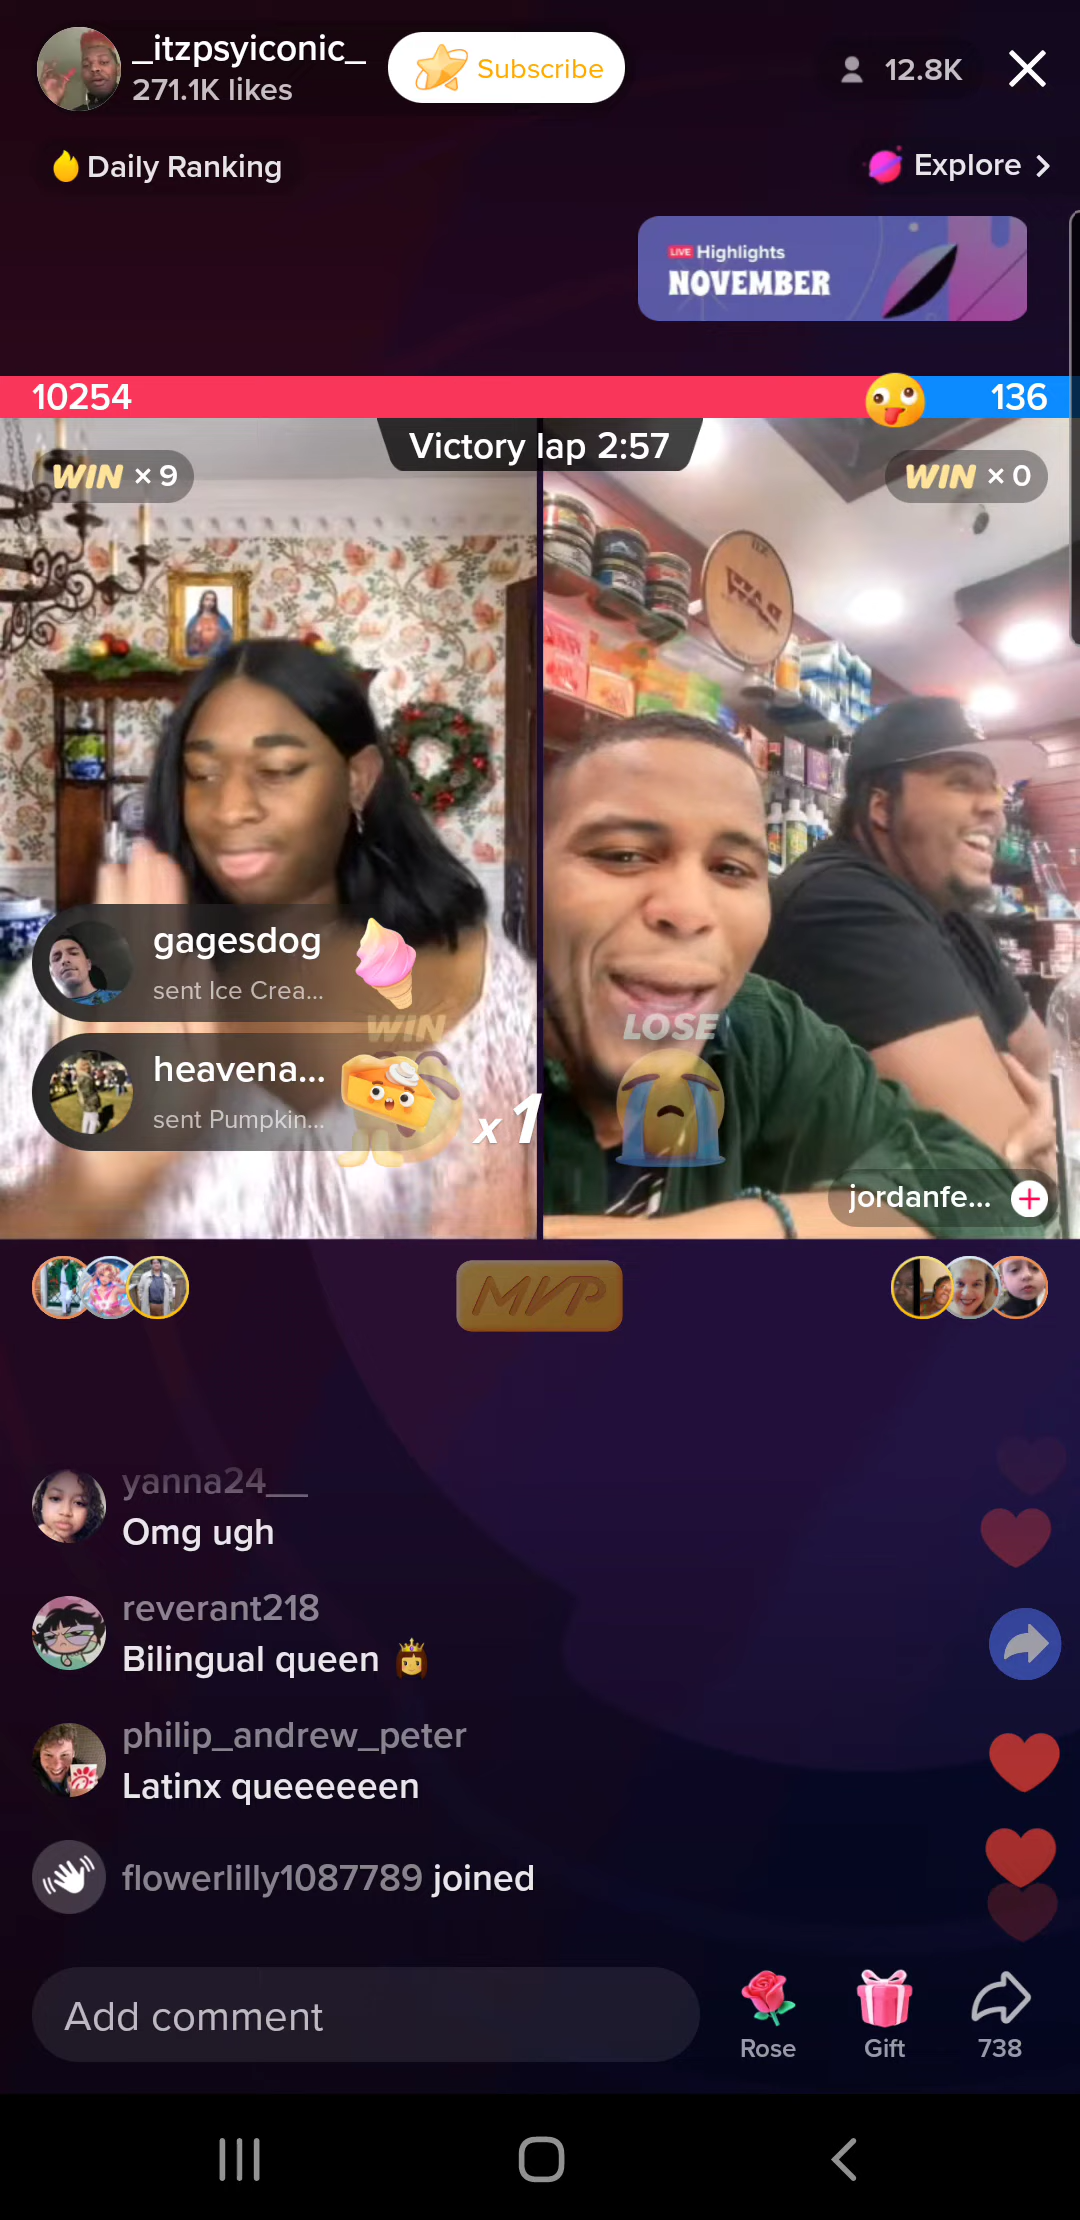 _itzpsyiconic_
271.1K likes
Subscribe
12.8K
Daily Ranking
Explore
LIVE Highlights
NOVEMBER
10254
136
Victory lap 2:57
WIN × 9
WIN × 0
gagesdog
sent Ice Crea...
WIN
LOSE
heavena...
sent Pumpkin...
x 1
jordanfe...
MVP
yanna24__
Omg ugh
reverant218
Bilingual queen 👸
philip_andrew_peter
Latinx queeeeeen
flowerlilly1087789 joined
Add comment
Rose
Gift
738